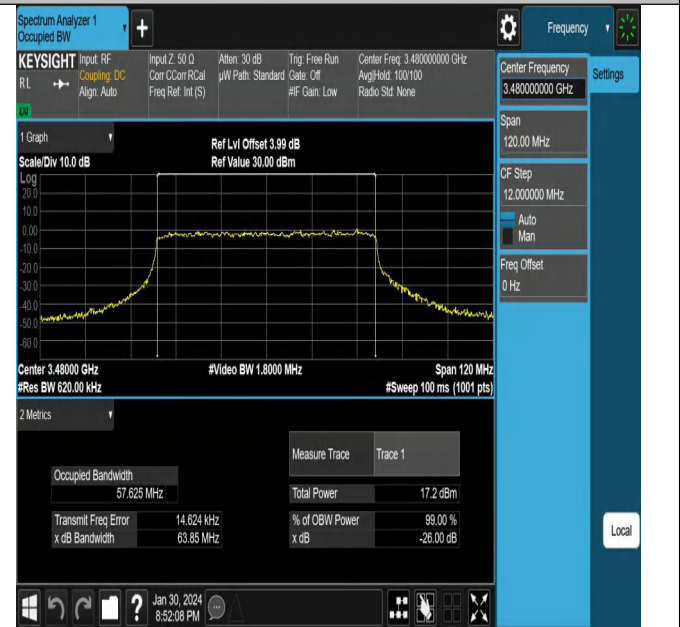 Spectrum Analyzer 1
Occupied BW
+
Frequency
KEYSIGHT
Input: RF
Coupling: DC
Align: Auto
Input Z: 50 Ω
Corr CCorr RCal
Freq Ref: Int (S)
Atten: 30 dB
µW Path: Standard
Trig: Free Run
Gate: Off
#IF Gain: Low
Center Freq: 3.480000000 GHz
Avg|Hold: 100/100
Radio Std: None
RL
Center Frequency
3.480000000 GHz
Settings
Span
120.00 MHz
CF Step
12.000000 MHz
Auto
Man
Freq Offset
0 Hz
1 Graph
Ref Lvl Offset 3.99 dB
Scale/Div 10.0 dB
Ref Value 30.00 dBm
Log
20.0
10.0
0.00
-10.0
-20.0
-30.0
-40.0
-50.0
-60.0
Center 3.48000 GHz
#Video BW 1.8000 MHz
Span 120 MHz
#Res BW 620.00 kHz
#Sweep 100 ms (1001 pts)
2 Metrics
Measure Trace
Trace 1
Occupied Bandwidth
57.625 MHz
Total Power
17.2 dBm
Transmit Freq Error
14.624 kHz
% of OBW Power
99.00 %
x dB Bandwidth
63.85 MHz
x dB
-26.00 dB
Local
?
Jan 30, 2024
8:52:08 PM